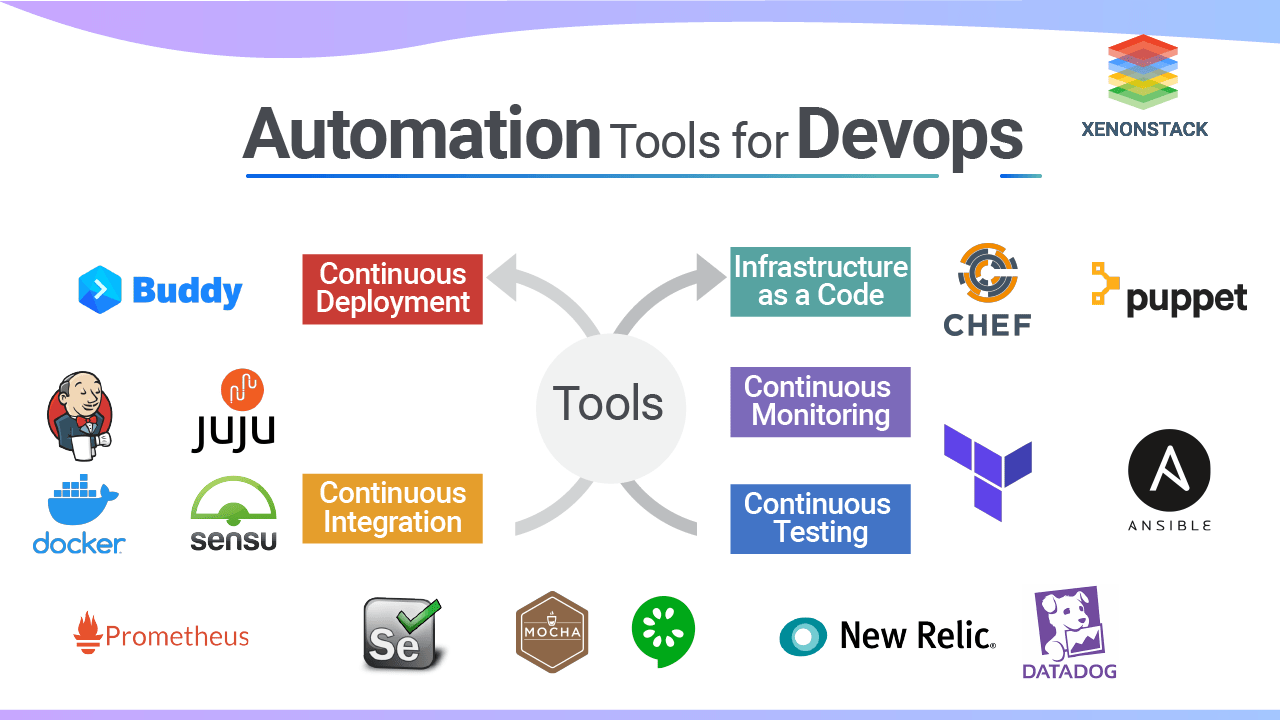 XENONSTACK
Automation Tools for Devops
Buddy
Continuous
Deployment
Infrastructure
as a Code
CHEF
puppet
JUJU
Tools
Continuous
Monitoring
docker
sensu
Continuous
Integration
Continuous
Testing
ANSIBLE
Prometheus
Se
MOCHA
New Relic®
DATADOG